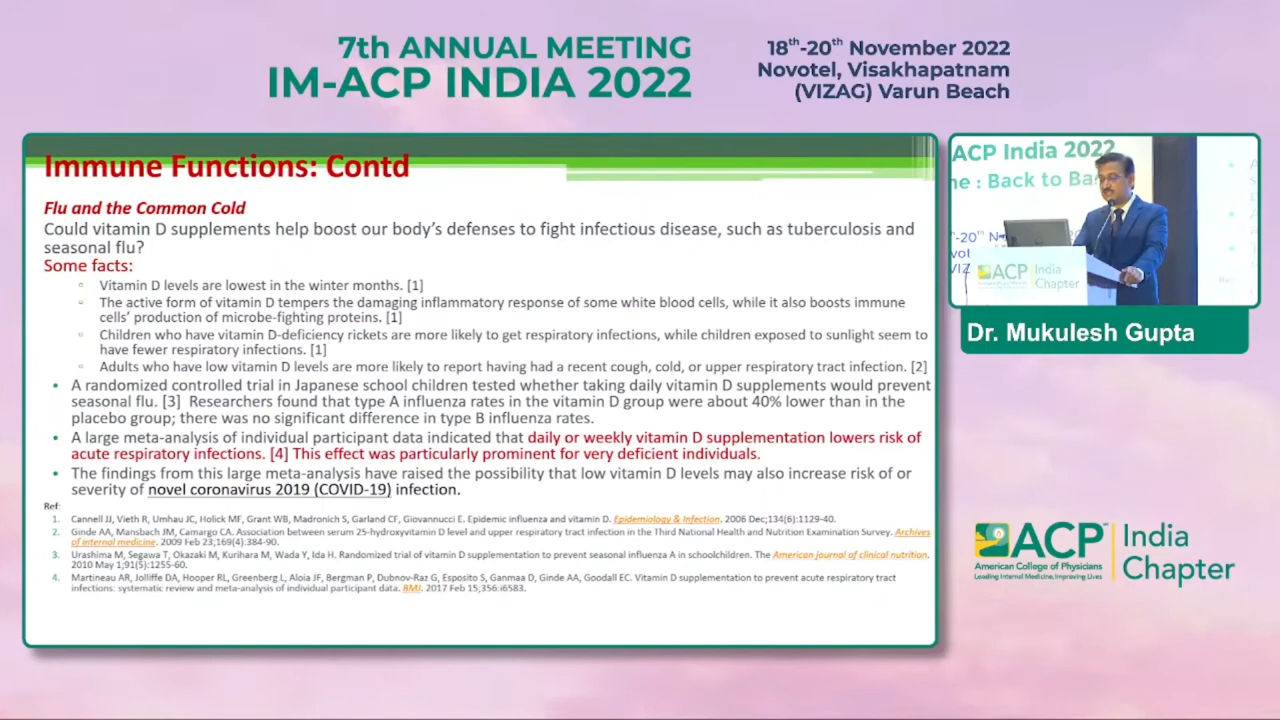 7th ANNUAL MEETING
IM-ACP INDIA 2022
18th-20th November 2022
Novotel, Visakhapatnam
(VIZAG) Varun Beach
Immune Functions: Contd
Flu and the Common Cold
Could vitamin D supplements help boost our body's defenses to fight infectious disease, such as tuberculosis and
seasonal flu?
Some facts:
Vitamin D levels are lowest in the winter months. [1]
The active form of vitamin D tempers the damaging inflammatory response of some white blood cells, while it also boosts immune
cells' production of microbe-fighting proteins. [1]
Children who have vitamin D-deficiency rickets are more likely to get respiratory infections, while children exposed to sunlight seem to
have fewer respiratory infections. [1]
Adults who have low vitamin D levels are more likely to report having had a recent cough, cold, or upper respiratory tract infection. [2]
• A randomized controlled trial in Japanese school children tested whether taking daily vitamin D supplements would prevent
seasonal flu. [3] Researchers found that type A influenza rates in the vitamin D group were about 40% lower than in the
placebo group; there was no significant difference in type B influenza rates.
• A large meta-analysis of individual participant data indicated that daily or weekly vitamin D supplementation lowers risk of
acute respiratory infections. [4] This effect was particularly prominent for very deficient individuals.
• The findings from this large meta-analysis have raised the possibility that low vitamin D levels may also increase risk of or
severity of novel coronavirus 2019 (COVID-19) infection.
Ref:
1. Cannell JJ, Vieth R, Umhau JC, Holick MF, Grant WB, Madronich S, Garland CF, Giovannucci E. Epidemic influenza and vitamin D. Epidemiology & Infection. 2006 Dec;134(6):1129-40.
2. Ginde AA, Mansbach JM, Camargo CA. Association between serum 25-hydroxyvitamin D level and upper respiratory tract infection in the Third National Health and Nutrition Examination Survey. Archives
of internal medicine. 2009 Feb 23;169(4):384-90.
3. Urashima M, Segawa T, Okazaki M, Kurihara M, Wada Y, Ida H. Randomized trial of vitamin D supplementation to prevent seasonal influenza A in schoolchildren. The American journal of clinical nutrition.
2010 May 1;91(5):1255-60.
4. Martineau AR, Jolliffe DA, Hooper RL, Greenberg L, Aloia JF, Bergman P, Dubnov-Raz G, Esposito S, Ganmaa D, Ginde AA, Goodall EC. Vitamin D supplementation to prevent acute respiratory tract
infections: systematic review and meta-analysis of individual participant data. BMJ. 2017 Feb 15;356:i6583.
ACP India 2022
: Back to
ACP India
Chapter
Dr. Mukulesh Gupta
ACP
American College of Physicians
Leading Internal Medicine, Improving Lives
India
Chapter